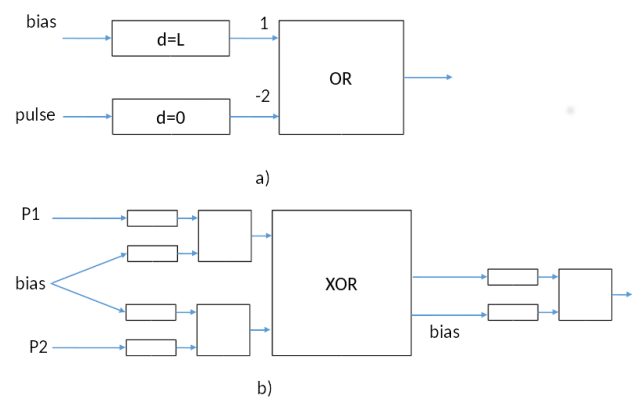 bias
d=L
1
OR
-2
pulse
d=0
a)
P1
bias
XOR
bias
P2
b)